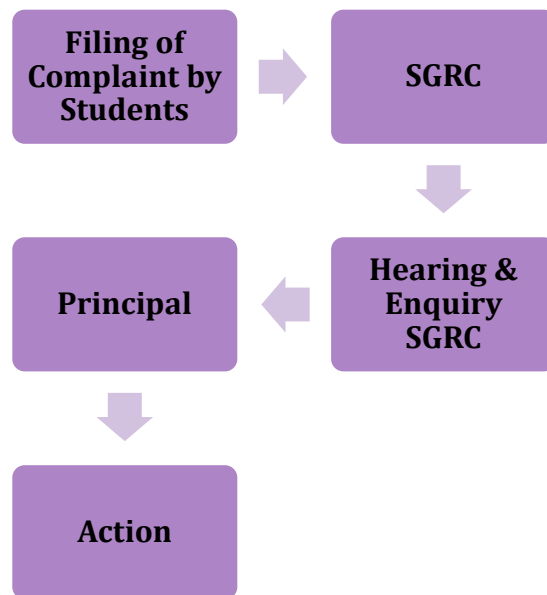 Filing of
Complaint by
Students
SGRC
Hearing &
Enquiry
SGRC
Principal
Action